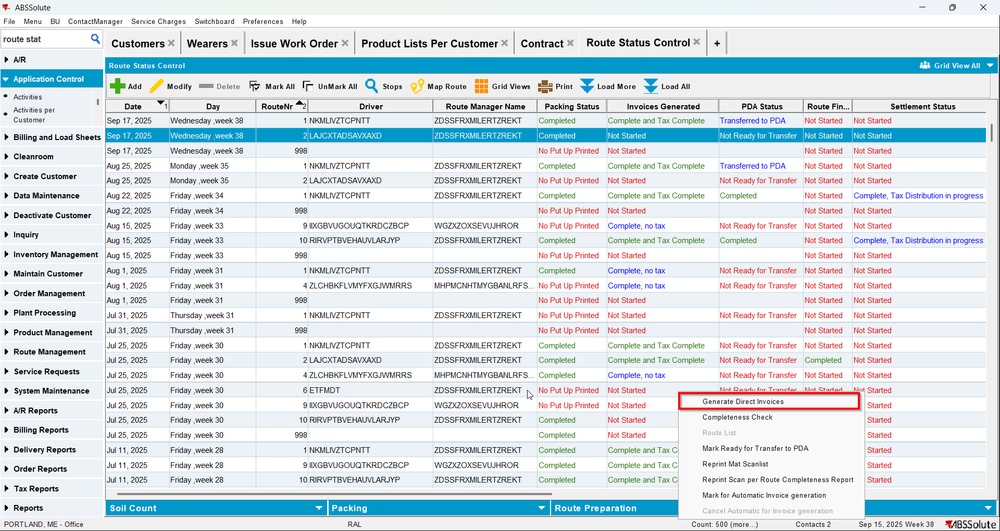 ABSSolute
File Menu BU ContactManager Service Charges Switchboard Preferences Help
route stat
Customers Wearers Issue Work Order Product Lists Per Customer Contract Route Status Control +
Route Status Control Grid View All
Add Modify Delete Mark All UnMark All Stops Map Route Grid Views Print Load More Load All
A/R
Application Control
Activities
Activities per
Customer
Billing and Load Sheets
Cleanroom
Create Customer
Data Maintenance
Deactivate Customer
Inquiry
Inventory Management
Maintain Customer
Order Management
Plant Processing
Product Management
Route Management
Service Requests
System Maintenance
A/R Reports
Billing Reports
Delivery Reports
Order Reports
Tax Reports
Reports
Date 1 Day RouteNr 2 Driver Route Manager Name Packing Status Invoices Generated PDA Status Route Fin... Settlement Status
Sep 17, 2025 Wednesday ,week 38 1 NKMLIVZTCPNTT ZDSSFRXMILERTZREKT Completed Complete and Tax Complete Transferred to PDA Not Started Not Started
Sep 17, 2025 Wednesday ,week 38 2 LAJCXTADSAVXAXD ZDSSFRXMILERTZREKT Completed Not Started Not Ready for Transfer Not Started Not Started
Sep 17, 2025 Wednesday ,week 38 998 No Put Up Printed Not Started Not Started Not Started
Aug 25, 2025 Monday ,week 35 1 NKMLIVZTCPNTT ZDSSFRXMILERTZREKT Completed Complete and Tax Complete Transferred to PDA Not Started Not Started
Aug 25, 2025 Monday ,week 35 2 LAJCXTADSAVXAXD ZDSSFRXMILERTZREKT No Put Up Printed Not Started Not Ready for Transfer Not Started Not Started
Aug 22, 2025 Friday ,week 34 1 NKMLIVZTCPNTT ZDSSFRXMILERTZREKT Completed Complete and Tax Complete Completed Not Started Complete, Tax Distribution in progress
Aug 22, 2025 Friday ,week 34 998 No Put Up Printed Not Started Not Started Not Started
Aug 15, 2025 Friday ,week 33 9 IIXGBVUGOUQTKRDCZBCP WGZXZOXSEVUJHROR No Put Up Printed Complete, no tax Not Ready for Transfer Not Started Not Started
Aug 15, 2025 Friday ,week 33 10 RIRVPTBVEHAUVLARJYP ZDSSFRXMILERTZREKT Completed Complete and Tax Complete Completed Not Started Complete, Tax Distribution in progress
Aug 15, 2025 Friday ,week 33 998 No Put Up Printed Not Started Not Started Not Started
Aug 1, 2025 Friday ,week 31 1 NKMLIVZTCPNTT ZDSSFRXMILERTZREKT Completed Complete, no tax Not Ready for Transfer Not Started Not Started
Aug 1, 2025 Friday ,week 31 4 ZLCHBKFLVMYFXGJWMRRS MHPMCNHTMYGBANLRFS... No Put Up Printed Complete, no tax Not Ready for Transfer Not Started Not Started
Aug 1, 2025 Friday ,week 31 998 No Put Up Printed Not Started Not Started Not Started
Jul 31, 2025 Thursday ,week 31 1 NKMLIVZTCPNTT ZDSSFRXMILERTZREKT No Put Up Printed Not Started Not Ready for Transfer Not Started Not Started
Jul 31, 2025 Thursday ,week 31 998 No Put Up Printed Not Started Not Started Not Started
Jul 25, 2025 Friday ,week 30 1 NKMLIVZTCPNTT ZDSSFRXMILERTZREKT Completed Complete and Tax Complete Not Ready for Transfer Not Started Not Started
Jul 25, 2025 Friday ,week 30 2 LAJCXTADSAVXAXD ZDSSFRXMILERTZREKT Completed Complete and Tax Complete Not Ready for Transfer Completed Not Started
Jul 25, 2025 Friday ,week 30 4 ZLCHBKFLVMYFXGJWMRRS MHPMCNHTMYGBANLRFS... Completed Complete, no tax Not Ready for Transfer Not Started Not Started
Jul 25, 2025 Friday ,week 30 6 ETFMDT ZDSSFRXMILERTZREKT No Put Up Printed Not Started Not Ready for Transfer Not Started Not Started
Jul 25, 2025 Friday ,week 30 9 IIXGBVUGOUQTKRDCZBCP WGZXZOXSEVUJHROR No Put Up Printed Not Started Started
Jul 25, 2025 Friday ,week 30 10 RIRVPTBVEHAUVLARJYP ZDSSFRXMILERTZREKT Completed Not Started Started
Jul 25, 2025 Friday ,week 30 998 Completed Not Started Started
Jul 11, 2025 Friday ,week 28 1 NKMLIVZTCPNTT ZDSSFRXMILERTZREKT Completed Complete and Tax C Started
Jul 11, 2025 Friday ,week 28 9 IIXGBVUGOUQTKRDCZBCP WGZXZOXSEVUJHROR Completed Complete and Tax C Started
Jul 11, 2025 Friday ,week 28 10 RIRVPTBVEHAUVLARJYP ZDSSFRXMILERTZREKT Completed Complete and Tax C Started
Generate Direct Invoices
Completeness Check
Route List
Mark Ready for Transfer to PDA
Reprint Mat Scanlist
Reprint Scan per Route Completeness Report
Mark for Automatic Invoice generation
Cancel Automatic for Invoice generation
Soil Count Packing Route Preparation
PORTLAND, ME - Office RAL Count: 500 (more...) Contacts 2 Sep 15, 2025 Week 38 ABSSolute